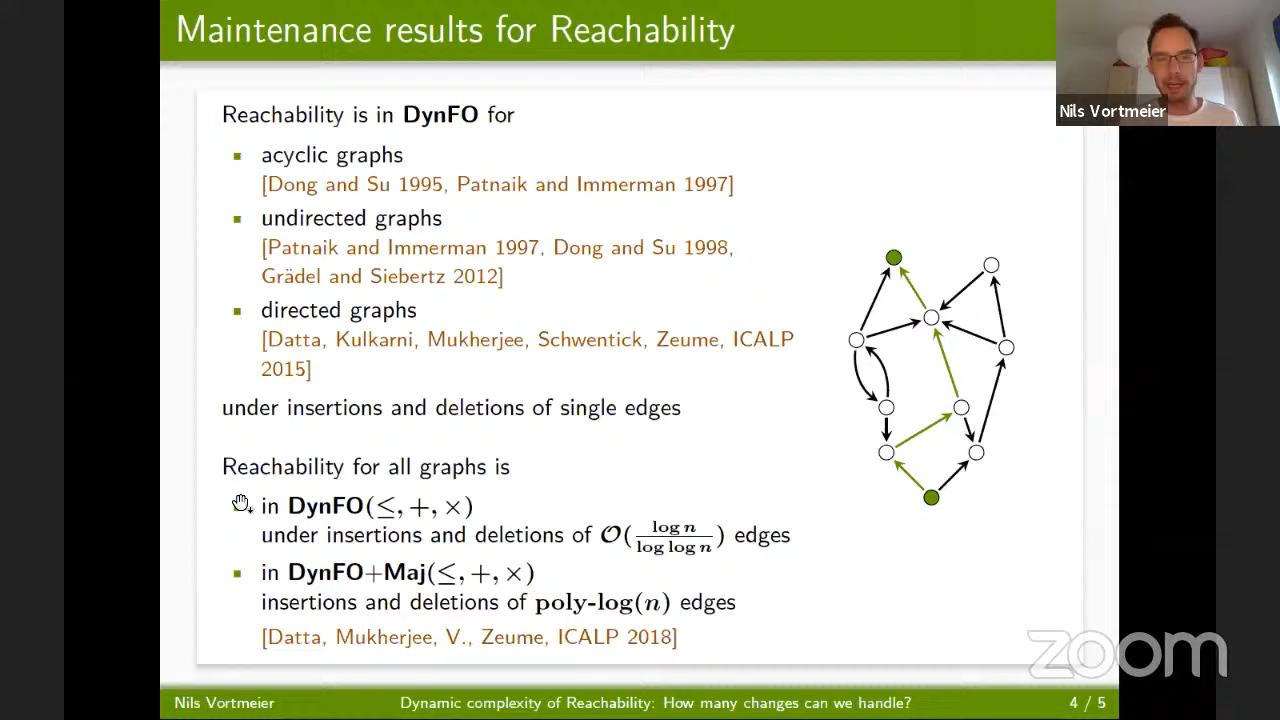 Maintenance results for Reachability
Nils Vortmeier
Reachability is in DynFO for
acyclic graphs
[Dong and Su 1995, Patnaik and Immerman 1997]
undirected graphs
[Patnaik and Immerman 1997, Dong and Su 1998,
Grädel and Siebertz 2012]
directed graphs
[Datta, Kulkarni, Mukherjee, Schwentick, Zeume, ICALP
2015]
under insertions and deletions of single edges
Reachability for all graphs is
in DynFO(≤, +, ×)
under insertions and deletions of O(log n / log log n) edges
in DynFO+Maj(≤, +, ×)
insertions and deletions of poly-log(n) edges
[Datta, Mukherjee, V., Zeume, ICALP 2018]
zoom
Nils Vortmeier Dynamic complexity of Reachability: How many changes can we handle? 4 / 5